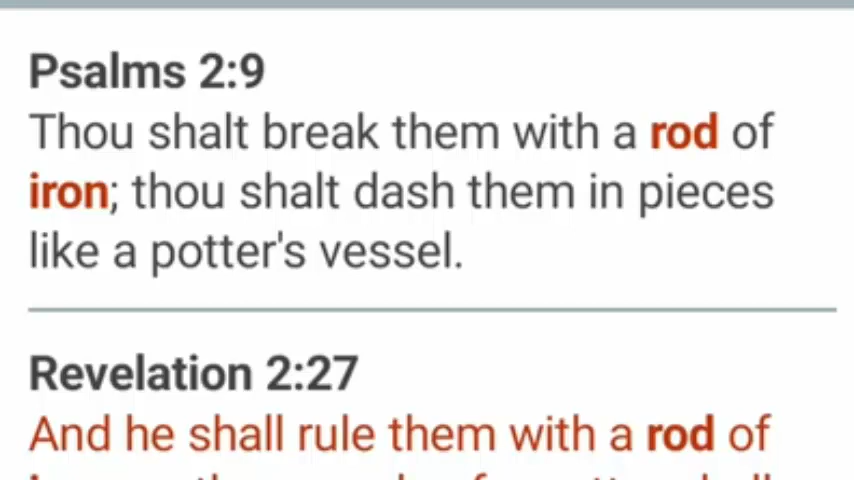 Psalms 2:9
Thou shalt break them with a rod of
iron; thou shalt dash them in pieces
like a potter's vessel.
Revelation 2:27
And he shall rule them with a rod of